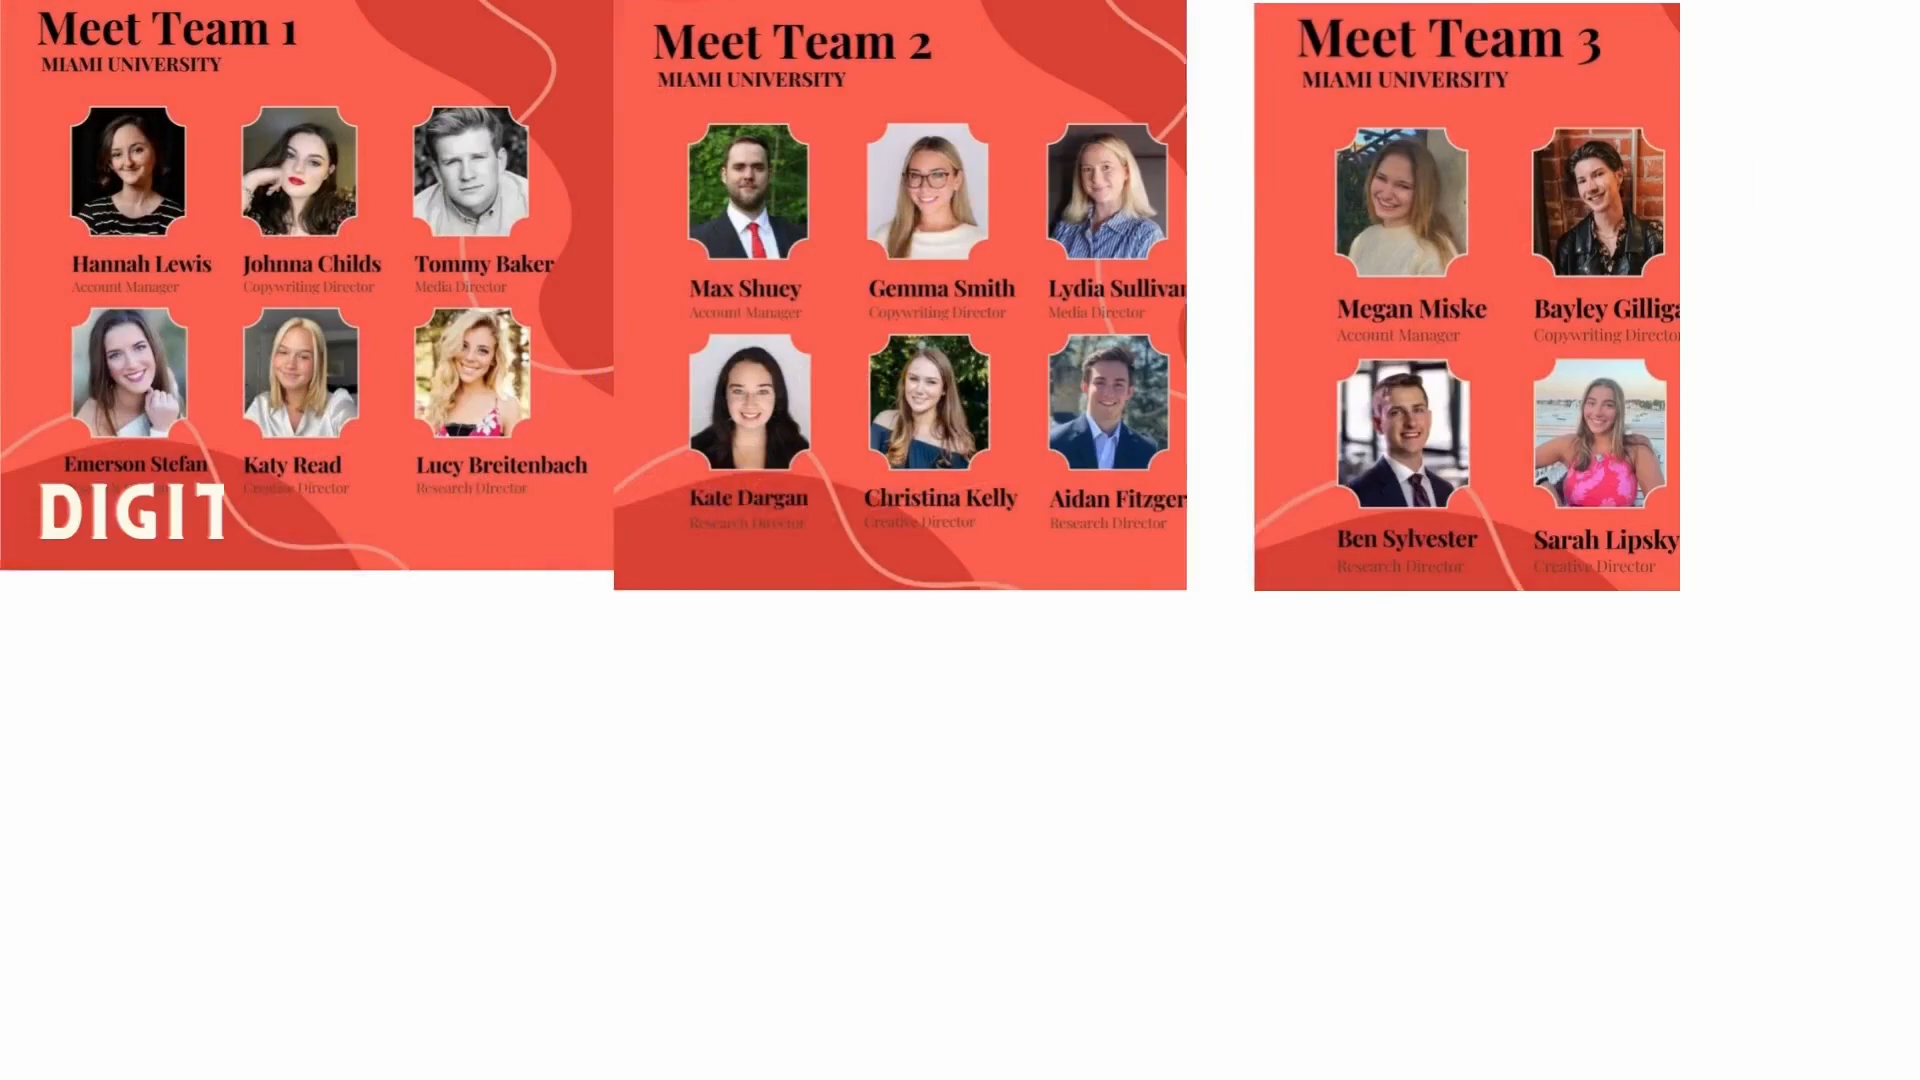 Meet Team 1
MIAMI UNIVERSITY
Hannah Lewis
Account Manager
Johnna Childs
Copywriting Director
Tommy Baker
Media Director
Emerson Stefan
Katy Read
Creative Director
Lucy Breitenbach
Research DIrector
DIGIT
Meet Team 2
MIAMI UNIVERSITY
Max Shuey
Account Manager
Gemma Smith
Copywriting Director
Lydia Sullivan
Media Director
Kate Dargan
Research Director
Christina Kelly
Creative Director
Aidan Fitzger
Research DIrector
Meet Team 3
MIAMI UNIVERSITY
Megan Miske
Account Manager
Bayley Gilliga
Copywriting Director
Ben Sylvester
Research Director
Sarah Lipsky
Creative Director